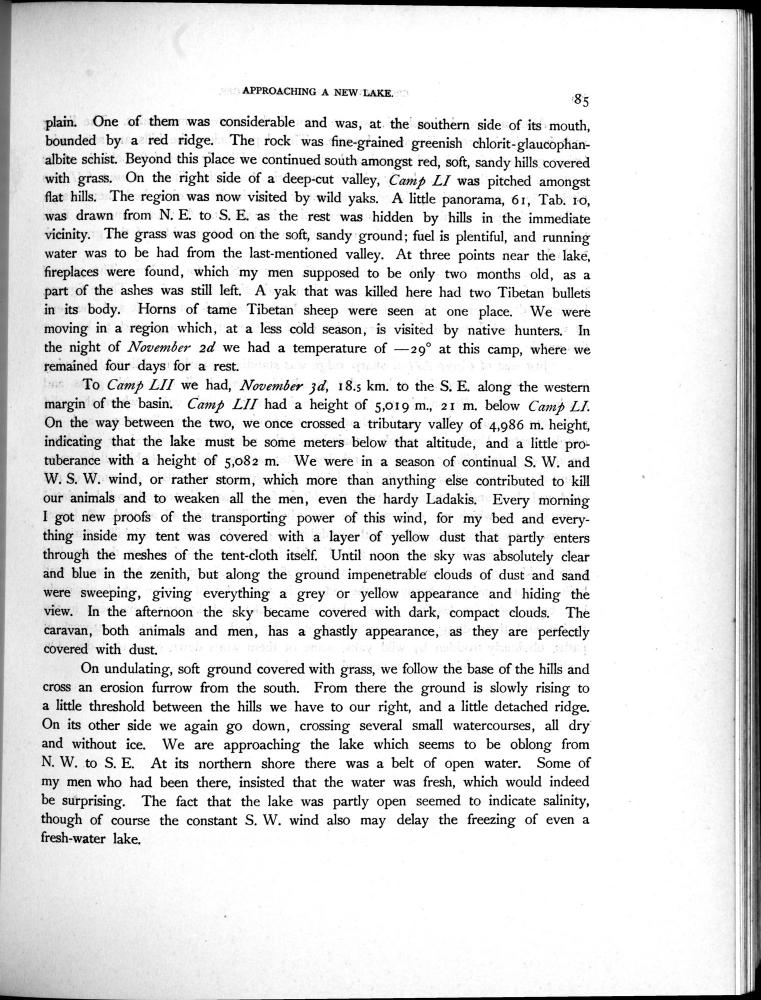 APPROACHING A NEW LAKE.
85
plain. One of them was considerable and was, at the southern side of its mouth,
bounded by a red ridge. The rock was fine-grained greenish chlorit-glaucophan-
albite schist. Beyond this place we continued south amongst red, soft, sandy hills covered
with grass. On the right side of a deep-cut valley, Camp LI was pitched amongst
flat hills. The region was now visited by wild yaks. A little panorama, 61, Tab. 10,
was drawn from N. E. to S. E. as the rest was hidden by hills in the immediate
vicinity. The grass was good on the soft, sandy ground; fuel is plentiful, and running
water was to be had from the last-mentioned valley. At three points near the lake,
fireplaces were found, which my men supposed to be only two months old, as a
part of the ashes was still left. A yak that was killed here had two Tibetan bullets
in its body. Horns of tame Tibetan sheep were seen at one place. We were
moving in a region which, at a less cold season, is visited by native hunters. In
the night of November 2d we had a temperature of —29° at this camp, where we
remained four days for a rest.
To Camp LII we had, November 3d, 18.5 km. to the S. E. along the western
margin of the basin. Camp LII had a height of 5,019 m., 21 m. below Camp LI.
On the way between the two, we once crossed a tributary valley of 4,986 m. height,
indicating that the lake must be some meters below that altitude, and a little pro-
tuberance with a height of 5,082 m. We were in a season of continual S. W. and
W. S. W. wind, or rather storm, which more than anything else contributed to kill
our animals and to weaken all the men, even the hardy Ladakis. Every morning
I got new proofs of the transporting power of this wind, for my bed and every-
thing inside my tent was covered with a layer of yellow dust that partly enters
through the meshes of the tent-cloth itself. Until noon the sky was absolutely clear
and blue in the zenith, but along the ground impenetrable clouds of dust and sand
were sweeping, giving everything a grey or yellow appearance and hiding the
view. In the afternoon the sky became covered with dark, compact clouds. The
caravan, both animals and men, has a ghastly appearance, as they are perfectly
covered with dust.
On undulating, soft ground covered with grass, we follow the base of the hills and
cross an erosion furrow from the south. From there the ground is slowly rising to
a little threshold between the hills we have to our right, and a little detached ridge.
On its other side we again go down, crossing several small watercourses, all dry
and without ice. We are approaching the lake which seems to be oblong from
N. W. to S. E. At its northern shore there was a belt of open water. Some of
my men who had been there, insisted that the water was fresh, which would indeed
be surprising. The fact that the lake was partly open seemed to indicate salinity,
though of course the constant S. W. wind also may delay the freezing of even a
fresh-water lake.